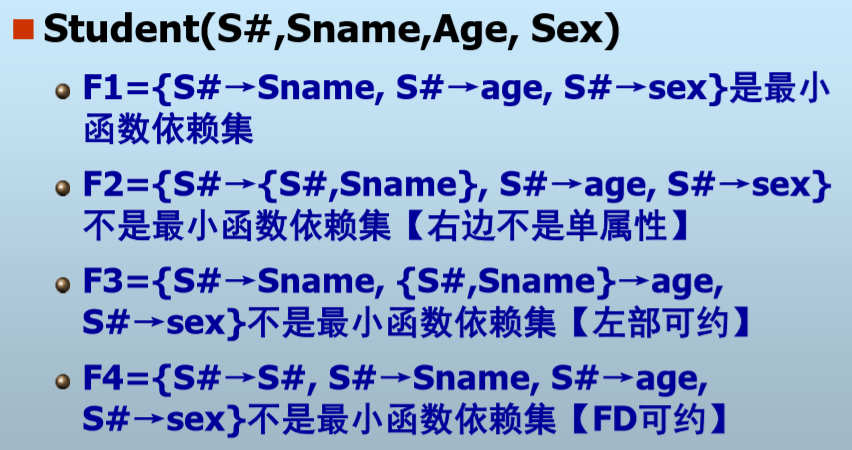 Student(S#,Sname,Age, Sex)
F1={S#→Sname, S#→age, S#→sex}是最小
函数依赖集
F2={S#→{S#,Sname}, S#→age, S#→sex}
不是最小函数依赖集【右边不是单属性】
F3={S#→Sname, {S#,Sname}→age,
S#→sex}不是最小函数依赖集【左部可约】
F4={S#→S#, S#→Sname, S#→age,
S#→sex}不是最小函数依赖集【FD可约】